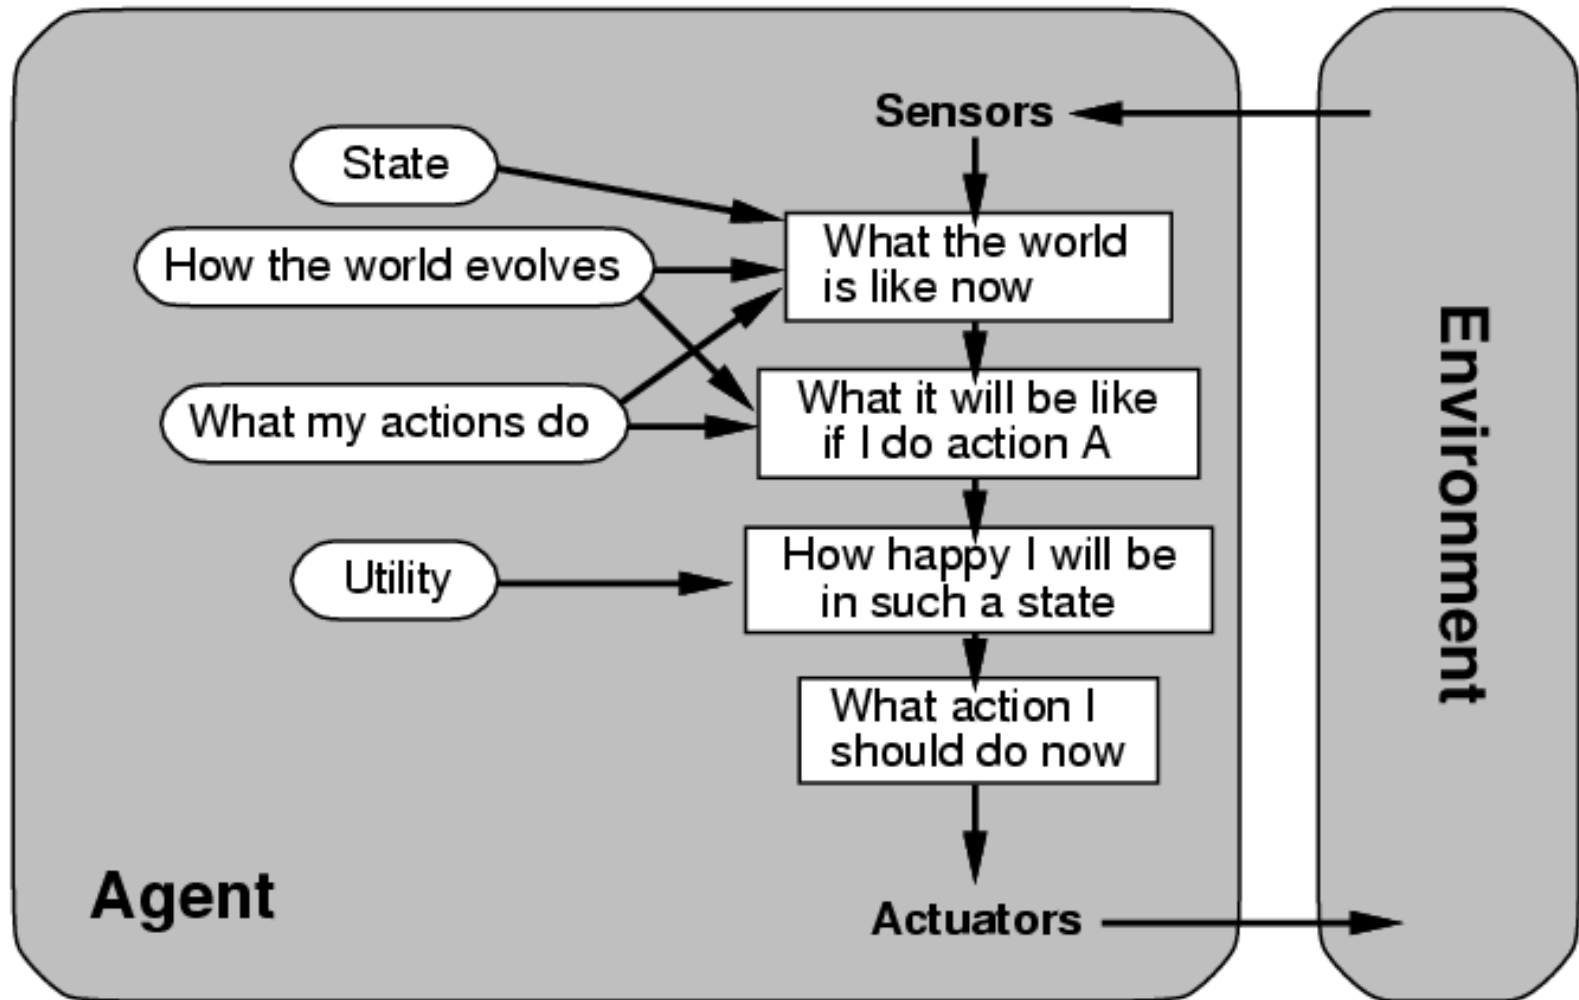 Sensors
State
What the world
is like now
How the world evolves
What it will be like
if I do action A
What my actions do
How happy I will be
in such a state
Utility
What action I
should do now
Agent
Actuators
Environment